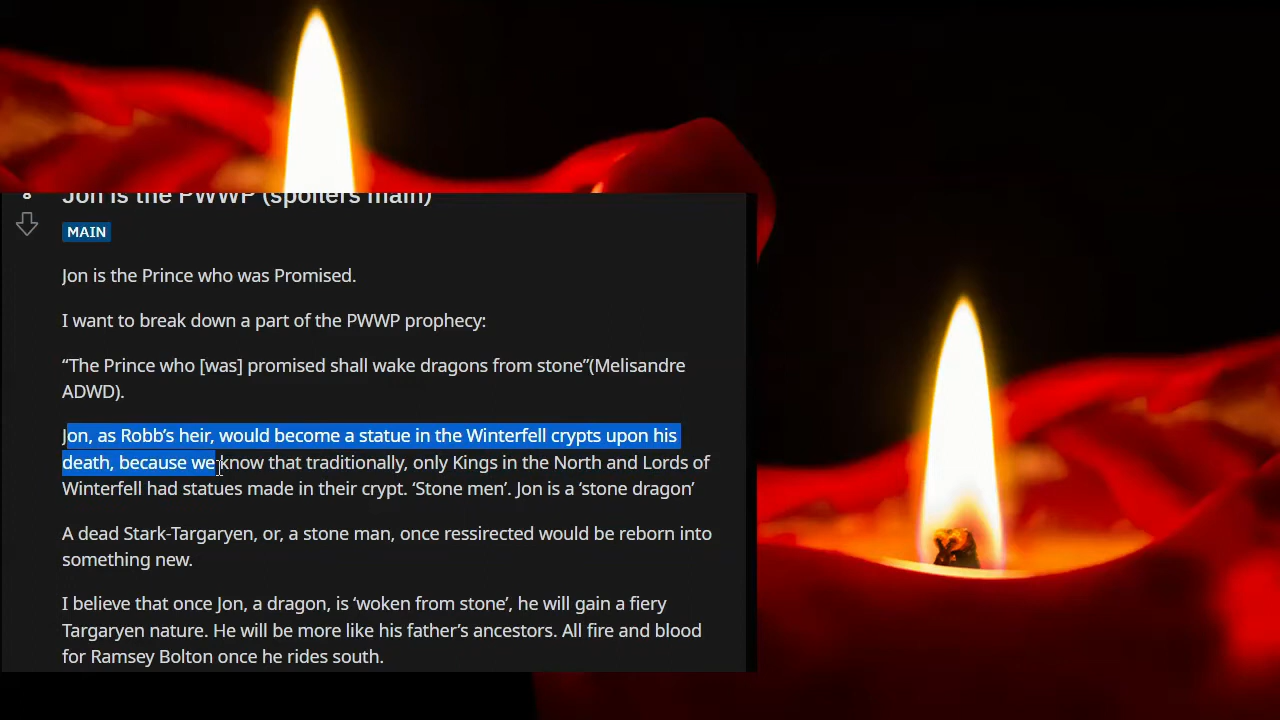 8
Jon is the PWWP (spoilers main)
MAIN
Jon is the Prince who was Promised.
I want to break down a part of the PWWP prophecy:
“The Prince who [was] promised shall wake dragons from stone”(Melisandre
ADWD).
Jon, as Robb’s heir, would become a statue in the Winterfell crypts upon his
death, because we know that traditionally, only Kings in the North and Lords of
Winterfell had statues made in their crypt. ‘Stone men’. Jon is a ‘stone dragon’
A dead Stark-Targaryen, or, a stone man, once ressirected would be reborn into
something new.
I believe that once Jon, a dragon, is ‘woken from stone’, he will gain a fiery
Targaryen nature. He will be more like his father’s ancestors. All fire and blood
for Ramsey Bolton once he rides south.